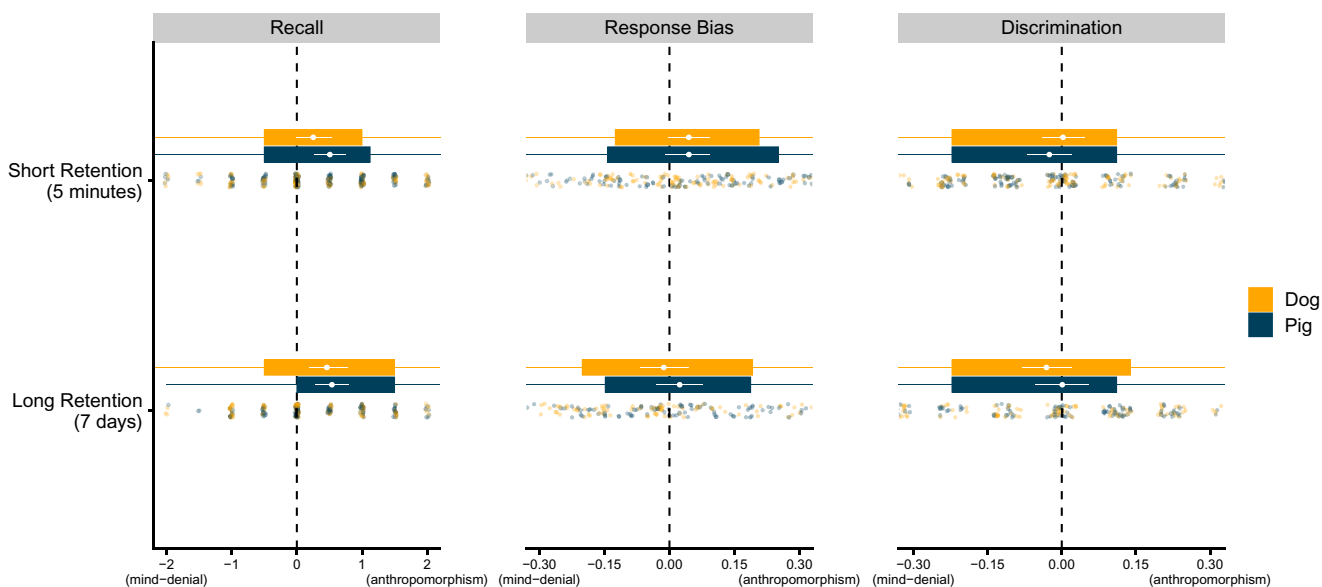 Recall
Response Bias
Discrimination
Short Retention
(5 minutes)
Long Retention
(7 days)
Dog
Pig
−2 −1 0 1 2
(mind−denial) (anthropomorphism)
−0.30 −0.15 0.00 0.15 0.30
(mind−denial) (anthropomorphism)
−0.30 −0.15 0.00 0.15 0.30
(mind−denial) (anthropomorphism)